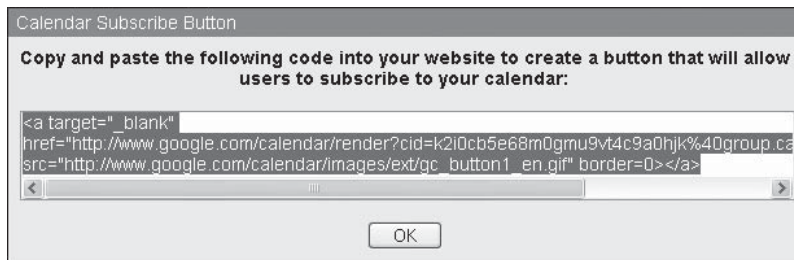 Calendar Subscribe Button
Copy and paste the following code into your website to create a button that will allow
users to subscribe to your calendar:
<a target="_blank"
href="http://www.google.com/calendar/render?cid=k2i0cb5e68m0gmu9vt4c9a0hjk%40group.ca
src="http://www.google.com/calendar/images/ext/gc_button1_en.gif" border=0></a>
OK